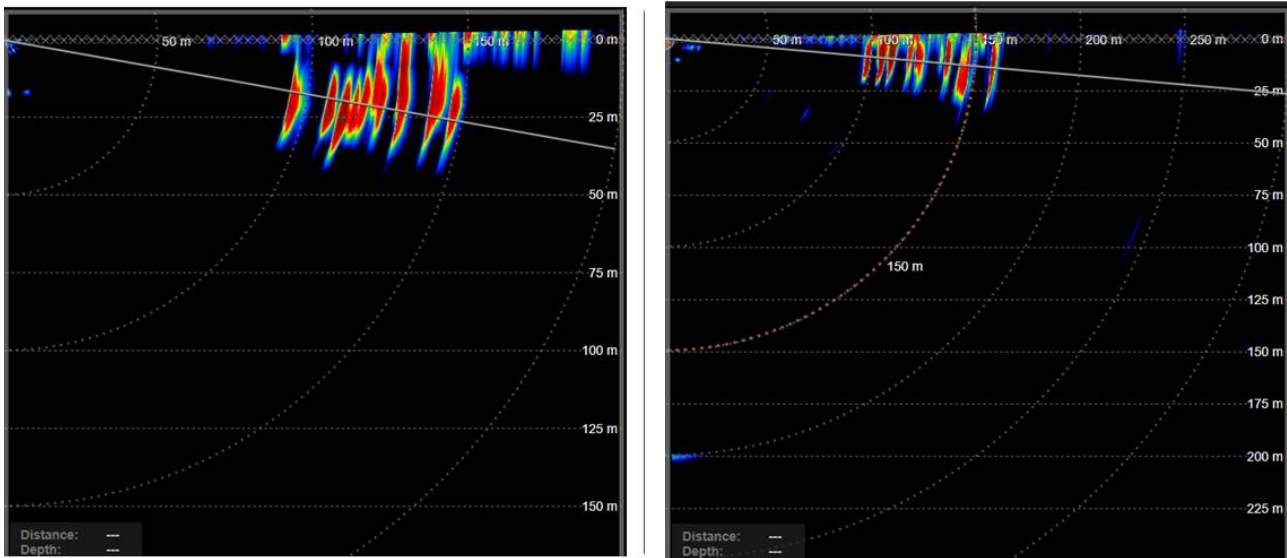 50 m 100 m 150 m 0 m
25 m
50 m
75 m
100 m
125 m
150 m
Distance: ---
Depth: ---
50 m 100 m 150 m 200 m 250 m 0 m
25 m
50 m
75 m
100 m
150 m
125 m
150 m
175 m
200 m
225 m
Distance: ---
Depth: ---